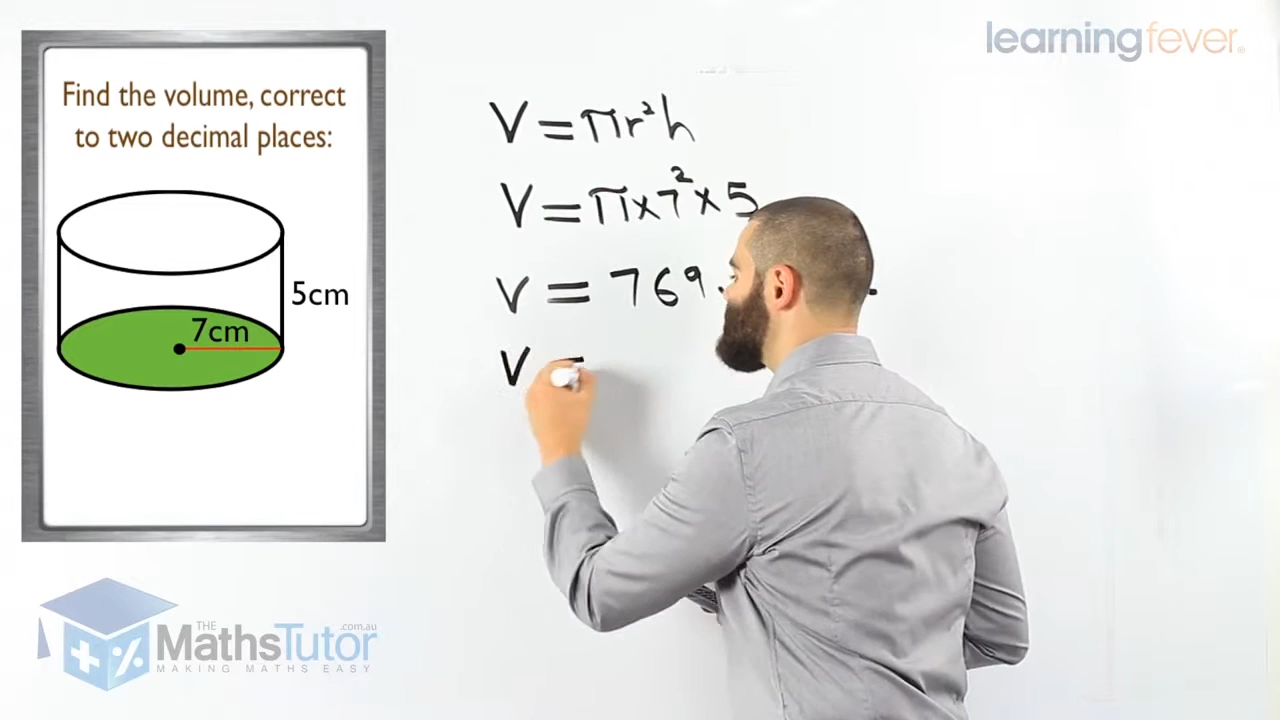 learningfever.
Find the volume, correct
to two decimal places:
5cm
7cm
V = πr²h
V = π×7²×5
V = 769.
V =
THE
MathsTutor
.com.au
MAKING MATHS EASY